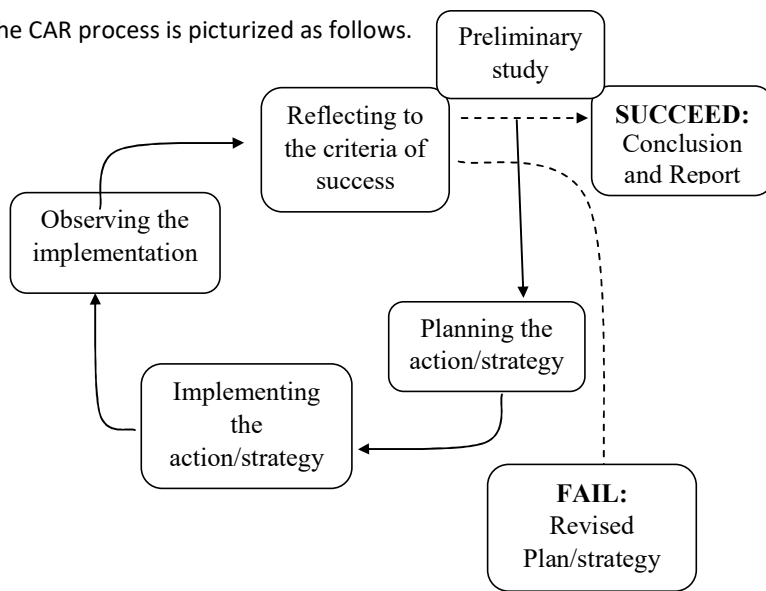 he CAR process is picturized as follows.
Preliminary
study
Reflecting to
the criteria of
success
SUCCEED:
Conclusion
and Report
Observing the
implementation
Planning the
action/strategy
Implementing
the
action/strategy
FAIL:
Revised
Plan/strategy